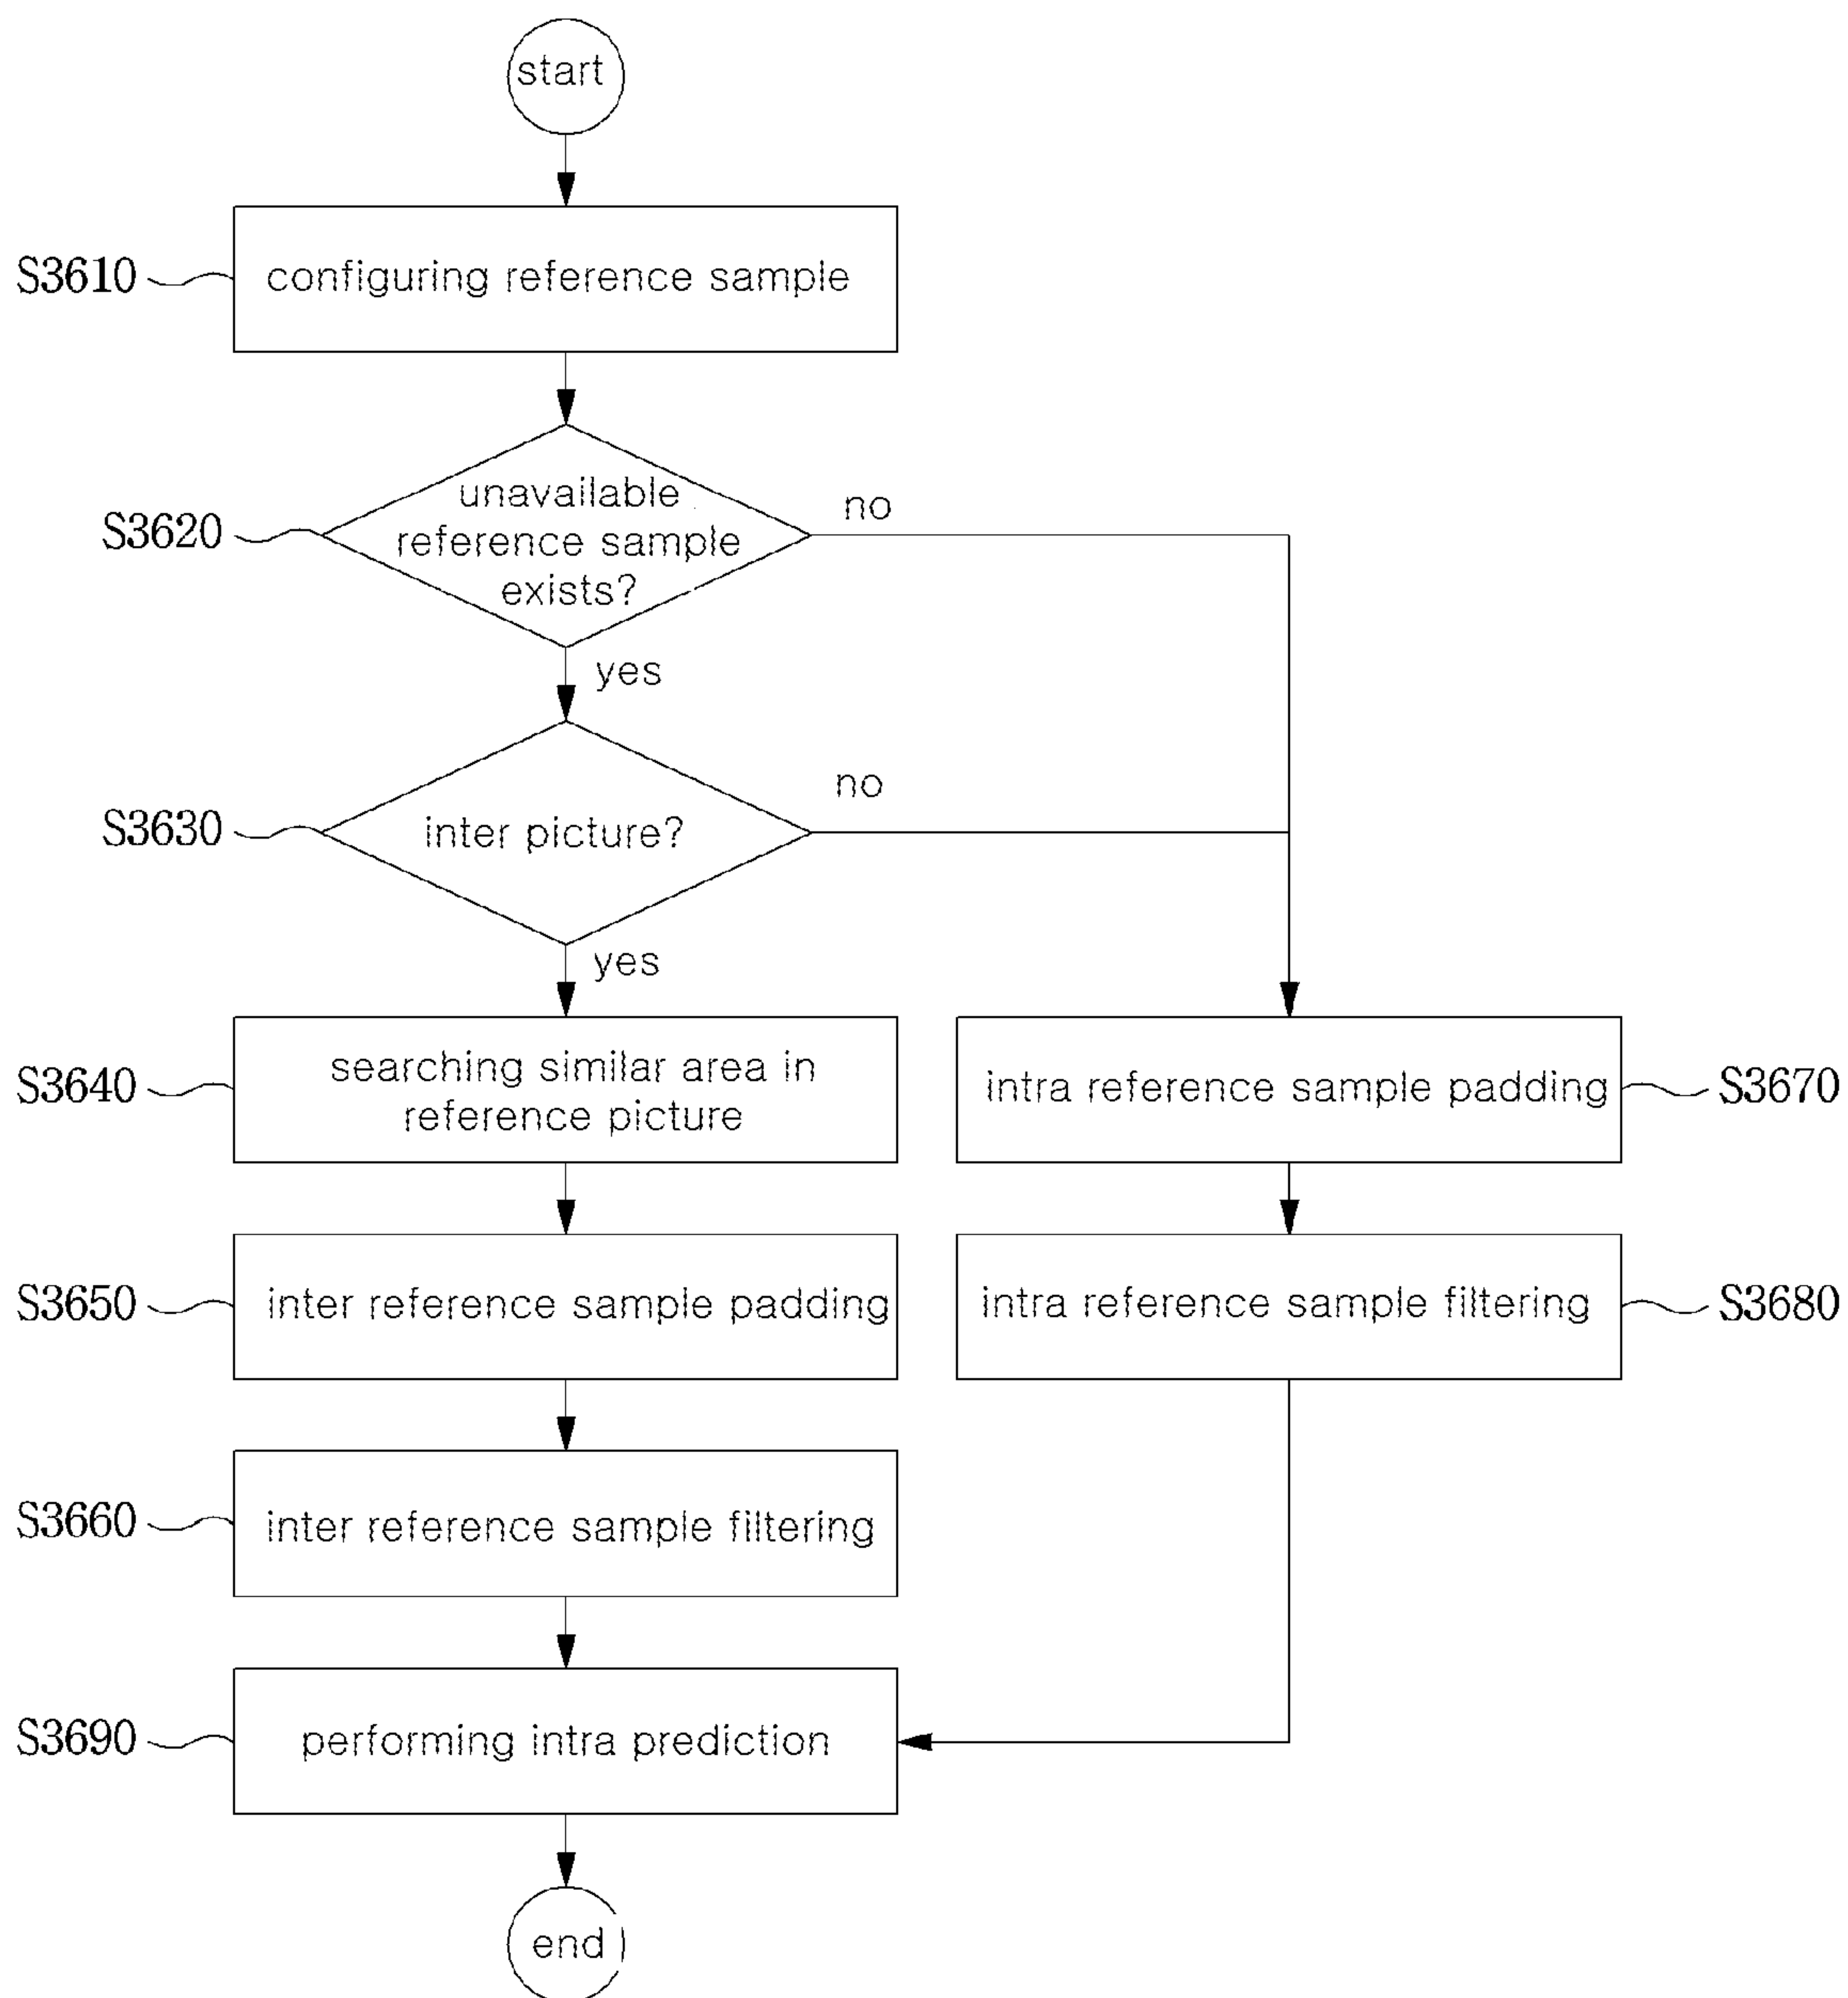 start
S3610
configuring reference sample
S3620
unavailable
reference sample
exists?
no
yes
S3630
inter picture?
no
yes
S3640
searching similar area in
reference picture
intra reference sample padding
S3670
S3650
inter reference sample padding
intra reference sample filtering
S3680
S3660
inter reference sample filtering
S3690
performing intra prediction
end